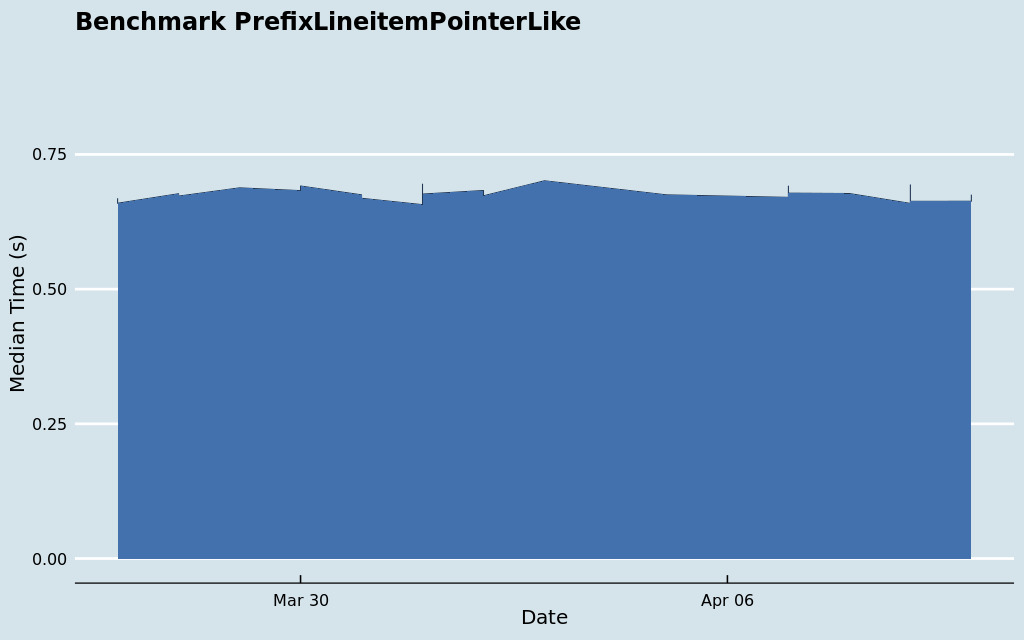 Benchmark PrefixLineitemPointerLike
0.75
0.50
0.25
0.00
Median Time (s)
Mar 30
Apr 06
Date